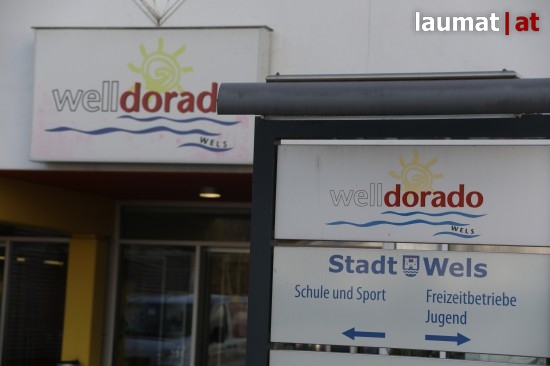 laumat|at
welldorado
WELS
welldorado
WELS
Stadt Wels
Schule und Sport
Freizeitbetriebe
Jugend